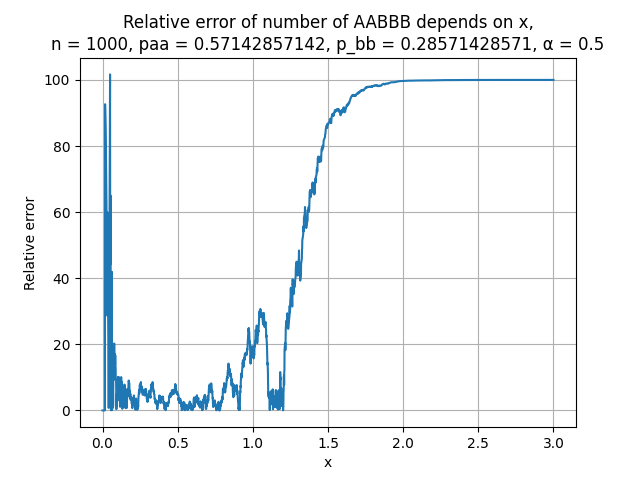 Relative error of number of AABBB depends on x,
n = 1000, paa = 0.57142857142, p_bb = 0.28571428571, α = 0.5
100
80
60
40
20
0
Relative error
0.0 0.5 1.0 1.5 2.0 2.5 3.0
x